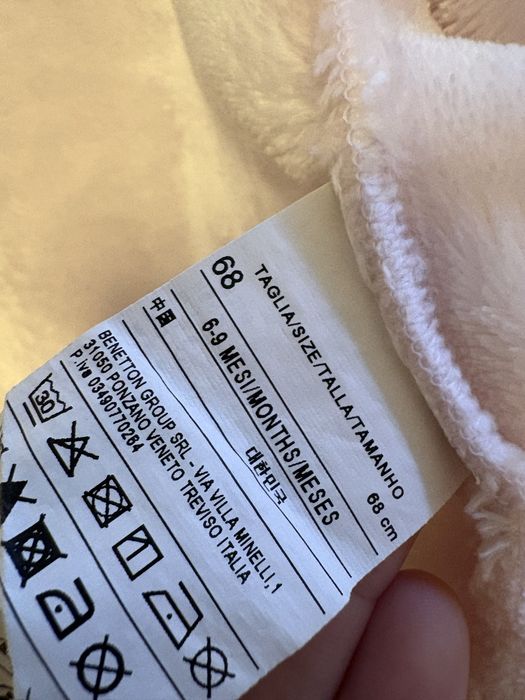 TAGLIA/SIZE/TALLA/TAMANHO
68
68 cm
6-9 MESI/MONTHS/MESES
中国
대한민국
BENETTON GROUP SRL - VIA VILLA MINELLI, 1
31050 PONZANO VENETO TREVISO ITALIA
P.iva 03490770264
30